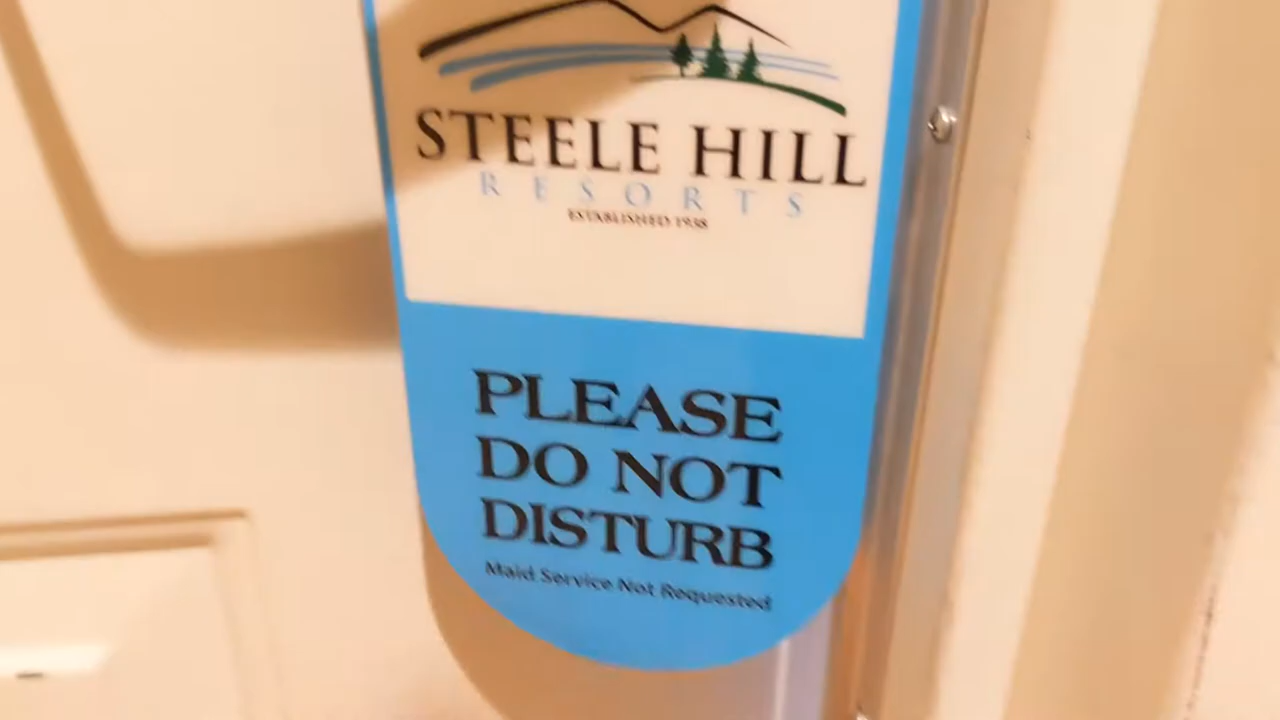 STEELE HILL
RESORTS
ESTABLISHED 1938
PLEASE
DO NOT
DISTURB
Maid Service Not Requested